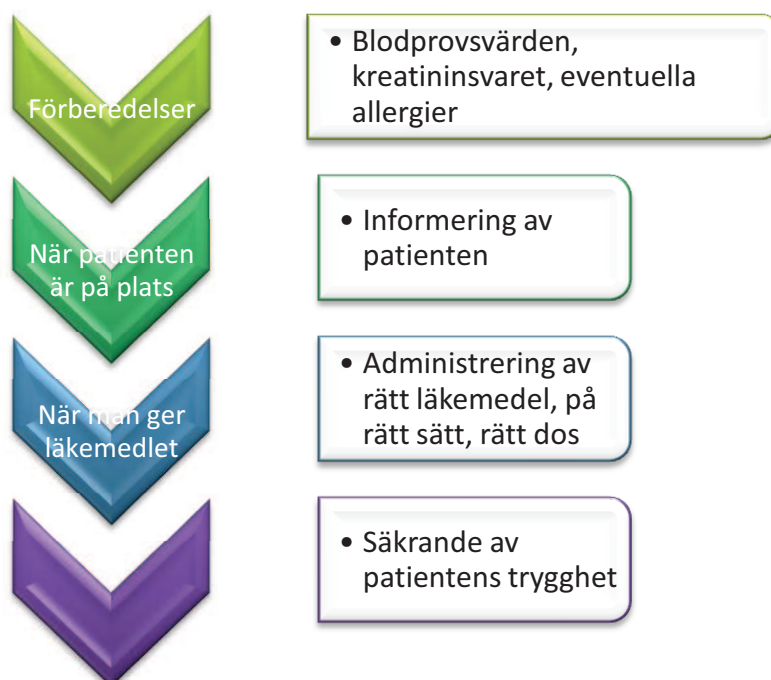 Förberedelser
• Blodprovsvärden,
kreatininsvaret, eventuella
allergier
När patienten
är på plats
• Informering av
patienten
När man ger
läkemedlet
• Administrering av
rätt läkemedel, på
rätt sätt, rätt dos
• Säkrande av
patientens trygghet